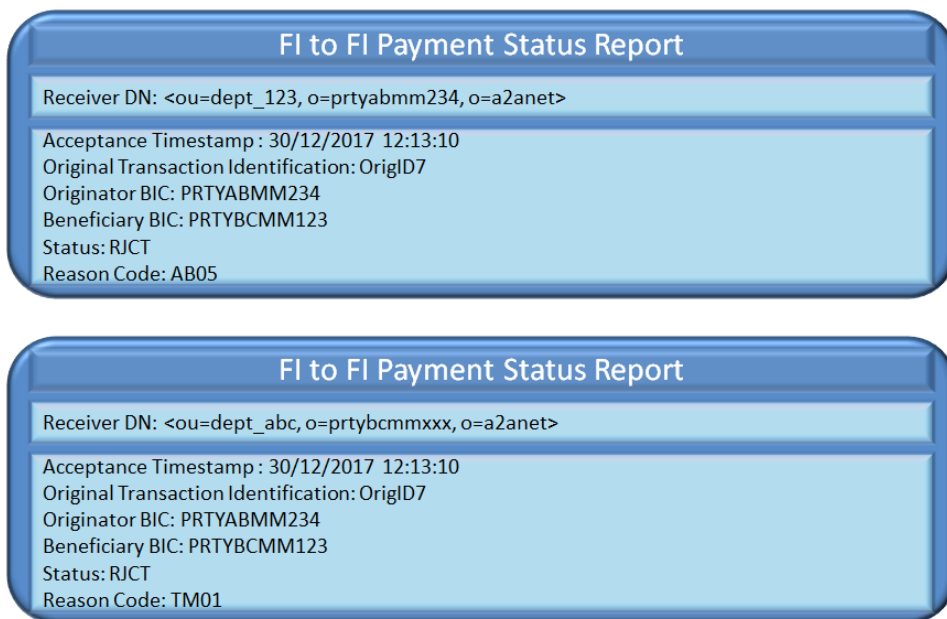 FI to FI Payment Status Report
Receiver DN: <ou=dept_123, o=prtyabmm234, o=a2anet>
Acceptance Timestamp : 30/12/2017 12:13:10
Original Transaction Identification: OrigID7
Originator BIC: PRTYABMM234
Beneficiary BIC: PRTYBCMM123
Status: RJCT
Reason Code: AB05
FI to FI Payment Status Report
Receiver DN: <ou=dept_abc, o=prtybcmmxxx, o=a2anet>
Acceptance Timestamp : 30/12/2017 12:13:10
Original Transaction Identification: OrigID7
Originator BIC: PRTYABMM234
Beneficiary BIC: PRTYBCMM123
Status: RJCT
Reason Code: TM01